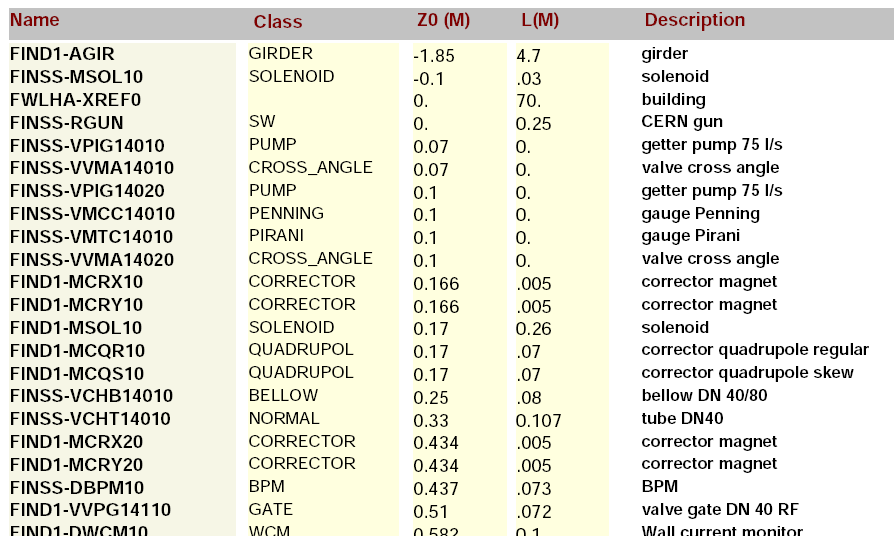 Name Class Z0 (M) L(M) Description
FIND1-AGIR GIRDER -1.85 4.7 girder
FINSS-MSOL10 SOLENOID -0.1 .03 solenoid
FWLHA-XREF0 0. 70. building
FINSS-RGUN SW 0. 0.25 CERN gun
FINSS-VPIG14010 PUMP 0.07 0. getter pump 75 l/s
FINSS-VVMA14010 CROSS_ANGLE 0.07 0. valve cross angle
FINSS-VPIG14020 PUMP 0.1 0. getter pump 75 l/s
FINSS-VMCC14010 PENNING 0.1 0. gauge Penning
FINSS-VMTC14010 PIRANI 0.1 0. gauge Pirani
FINSS-VVMA14020 CROSS_ANGLE 0.1 0. valve cross angle
FIND1-MCRX10 CORRECTOR 0.166 .005 corrector magnet
FIND1-MCRY10 CORRECTOR 0.166 .005 corrector magnet
FIND1-MSOL10 SOLENOID 0.17 0.26 solenoid
FIND1-MCQR10 QUADRUPOL 0.17 .07 corrector quadrupole regular
FIND1-MCQS10 QUADRUPOL 0.17 .07 corrector quadrupole skew
FINSS-VCHB14010 BELLOW 0.25 .08 bellow DN 40/80
FINSS-VCHT14010 NORMAL 0.33 0.107 tube DN40
FIND1-MCRX20 CORRECTOR 0.434 .005 corrector magnet
FIND1-MCRY20 CORRECTOR 0.434 .005 corrector magnet
FINSS-DBPM10 BPM 0.437 .073 BPM
FIND1-VVPG14110 GATE 0.51 .072 valve gate DN 40 RF
FIND1-DWCM10 WCM 0.582 0.1 Wall current monitor